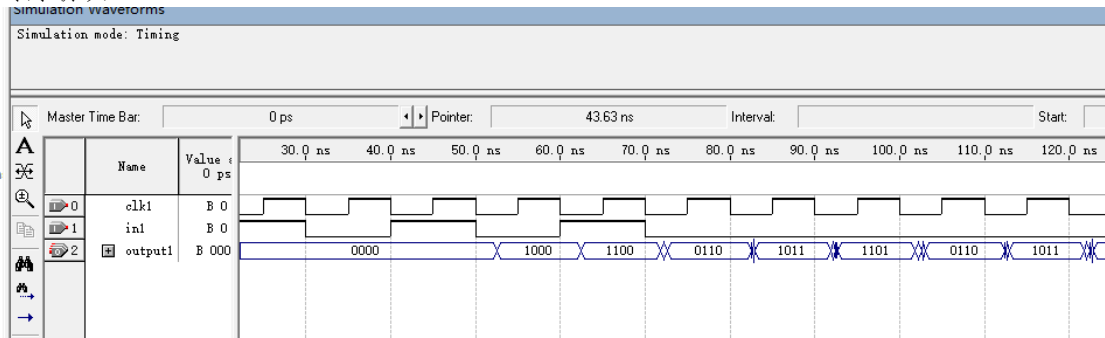 Simulation Waveforms
Simulation mode: Timing
Master Time Bar: 0 ps Pointer: 43.63 ns Interval: Start:
A Name Value 0 ps 30.0 ns 40.0 ns 50.0 ns 60.0 ns 70.0 ns 80.0 ns 90.0 ns 100.0 ns 110.0 ns 120.0 ns
0 clk1 B 0
1 in1 B 0
2 output1 B 000 0000 1000 1100 0110 1011 1101 0110 1011